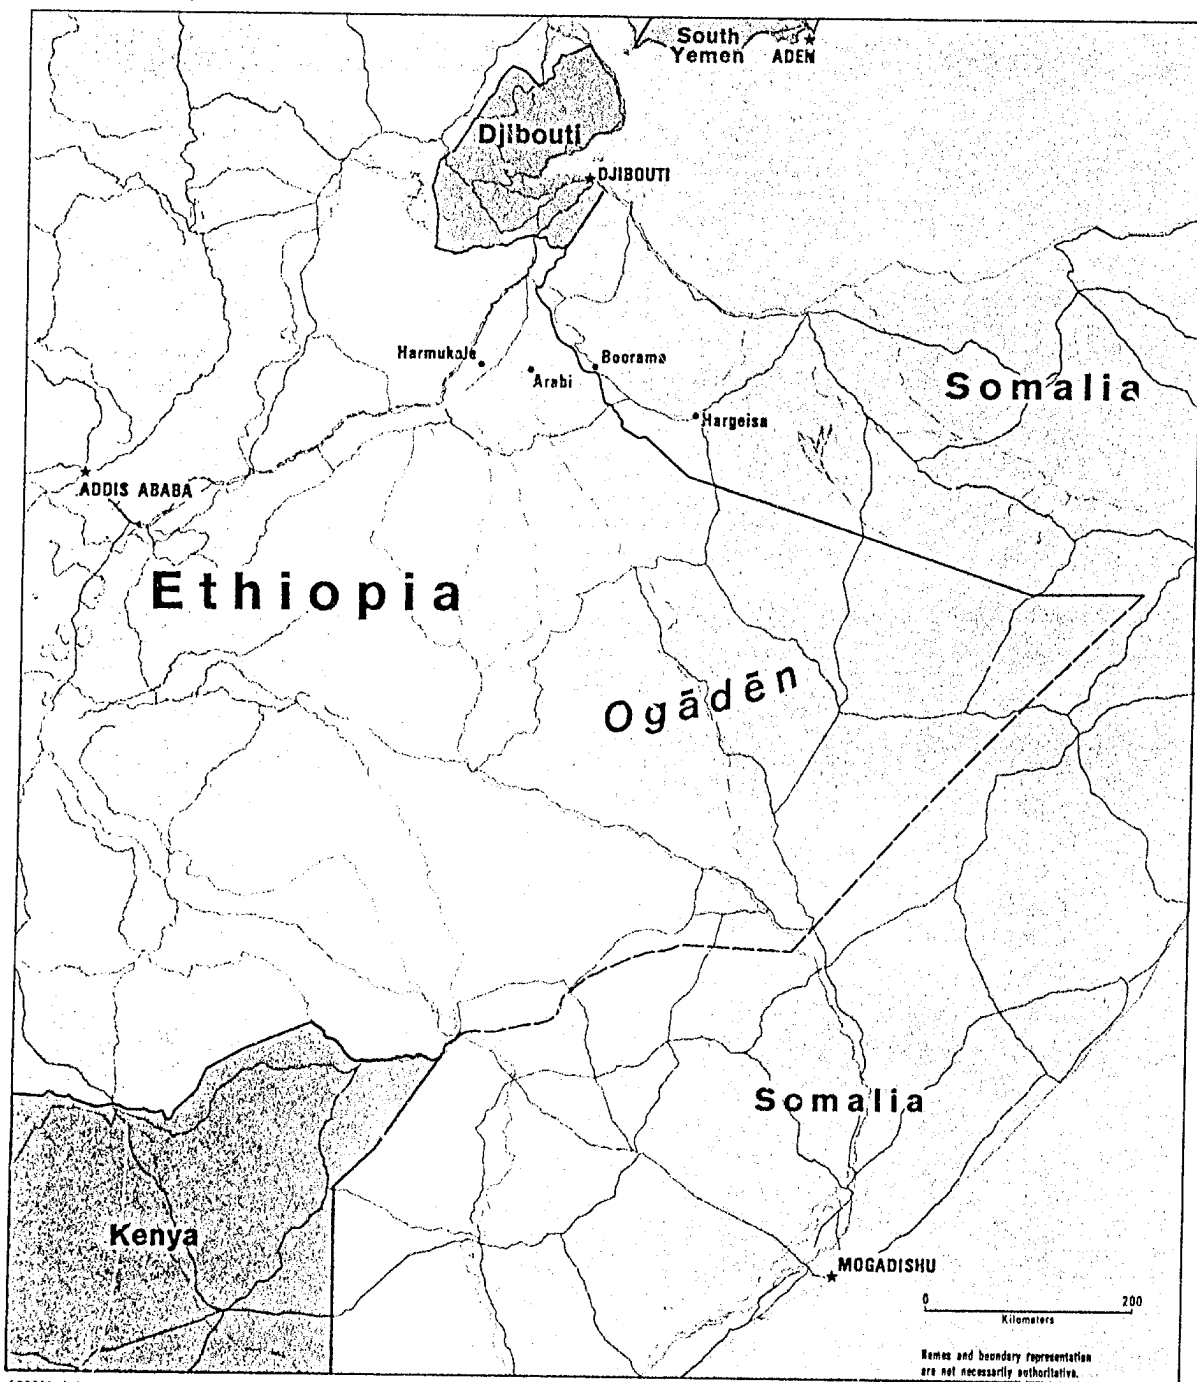 South
Yemen
ADEN
Djibouti
DJIBOUTI
Harmukale
Arabi
Boorama
Hargeisa
Somalia
ADDIS ABABA
Ethiopia
Ogādēn
Somalia
Kenya
MOGADISHU
0 200
Kilometers
Names and boundary representation
are not necessarily authoritative.